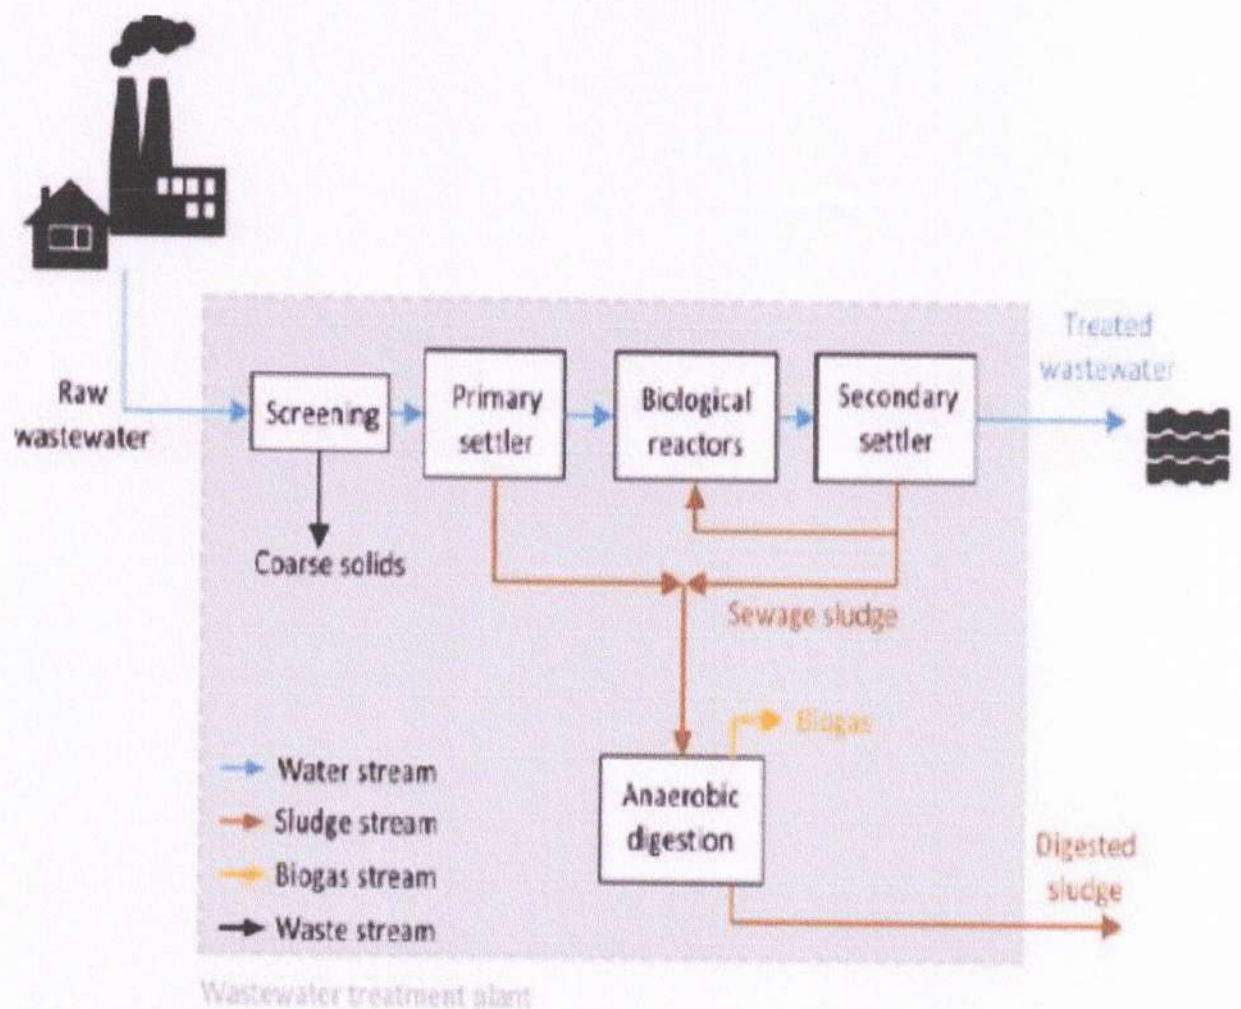 Treated
wastewater
Raw
wastewater
Screening
Primary
settler
Biological
reactors
Secondary
settler
Coarse solids
Sewage sludge
Biogas
Anaerobic
digestion
Water stream
Sludge stream
Biogas stream
Waste stream
Digested
sludge
Wastewater treatment plant